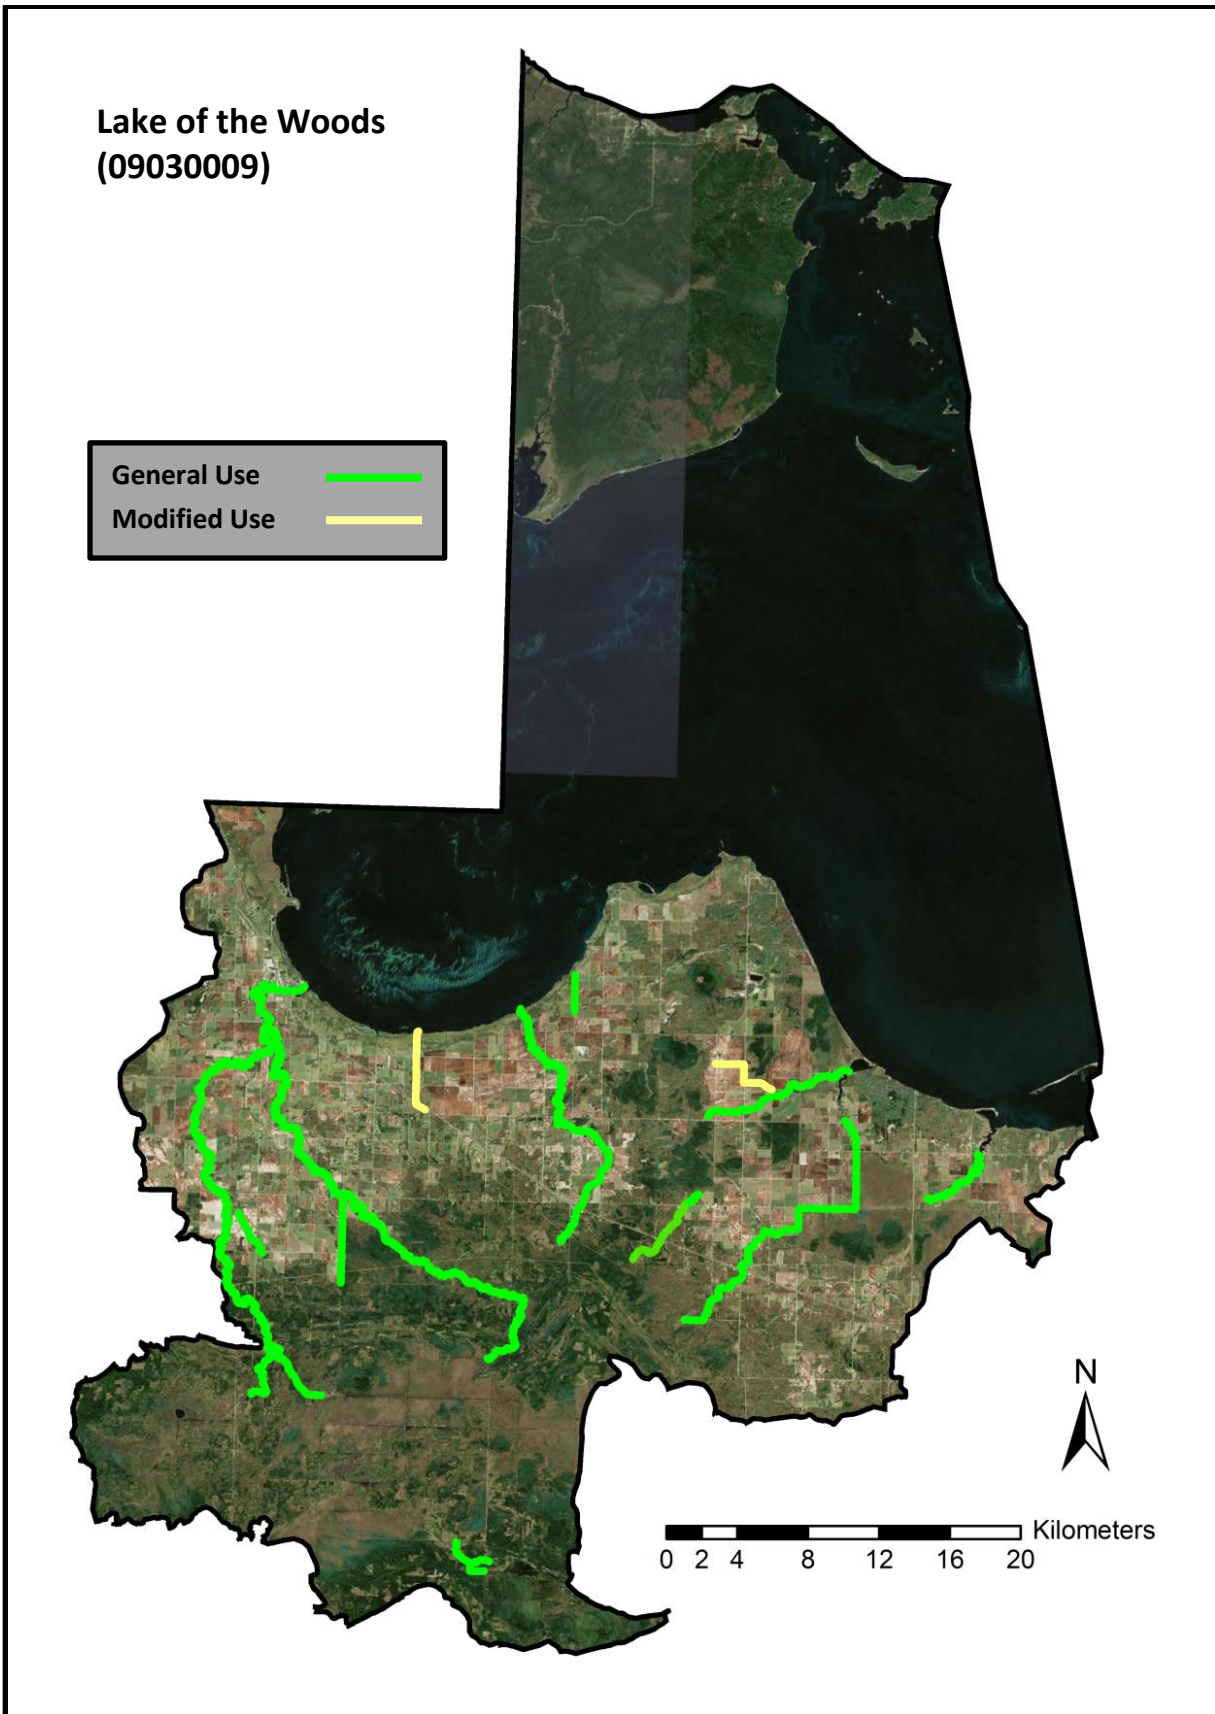 Lake of the Woods
(09030009)
General Use
Modified Use
N
Kilometers
0 2 4 8 12 16 20